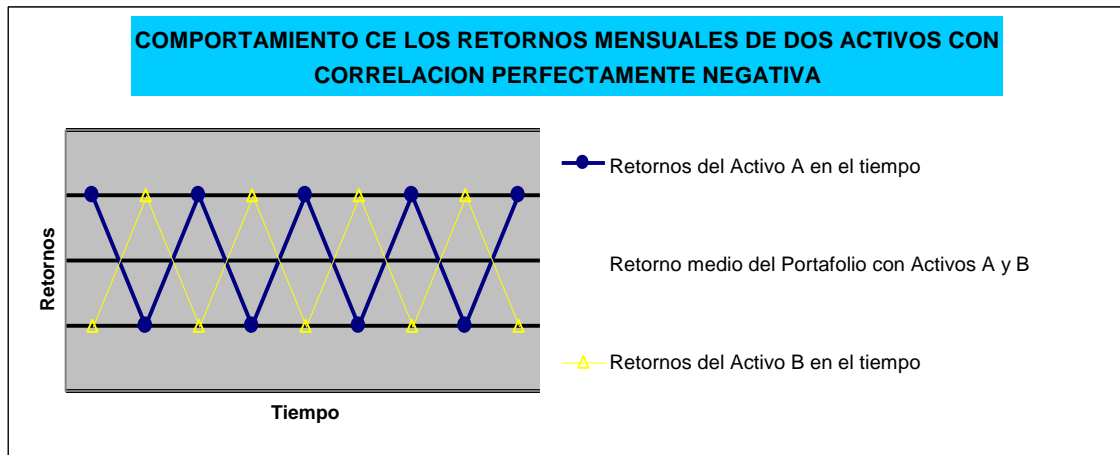 COMPORTAMIENTO CE LOS RETORNOS MENSUALES DE DOS ACTIVOS CON
CORRELACION PERFECTAMENTE NEGATIVA
Retornos
Tiempo
Retornos del Activo A en el tiempo
Retorno medio del Portafolio con Activos A y B
Retornos del Activo B en el tiempo